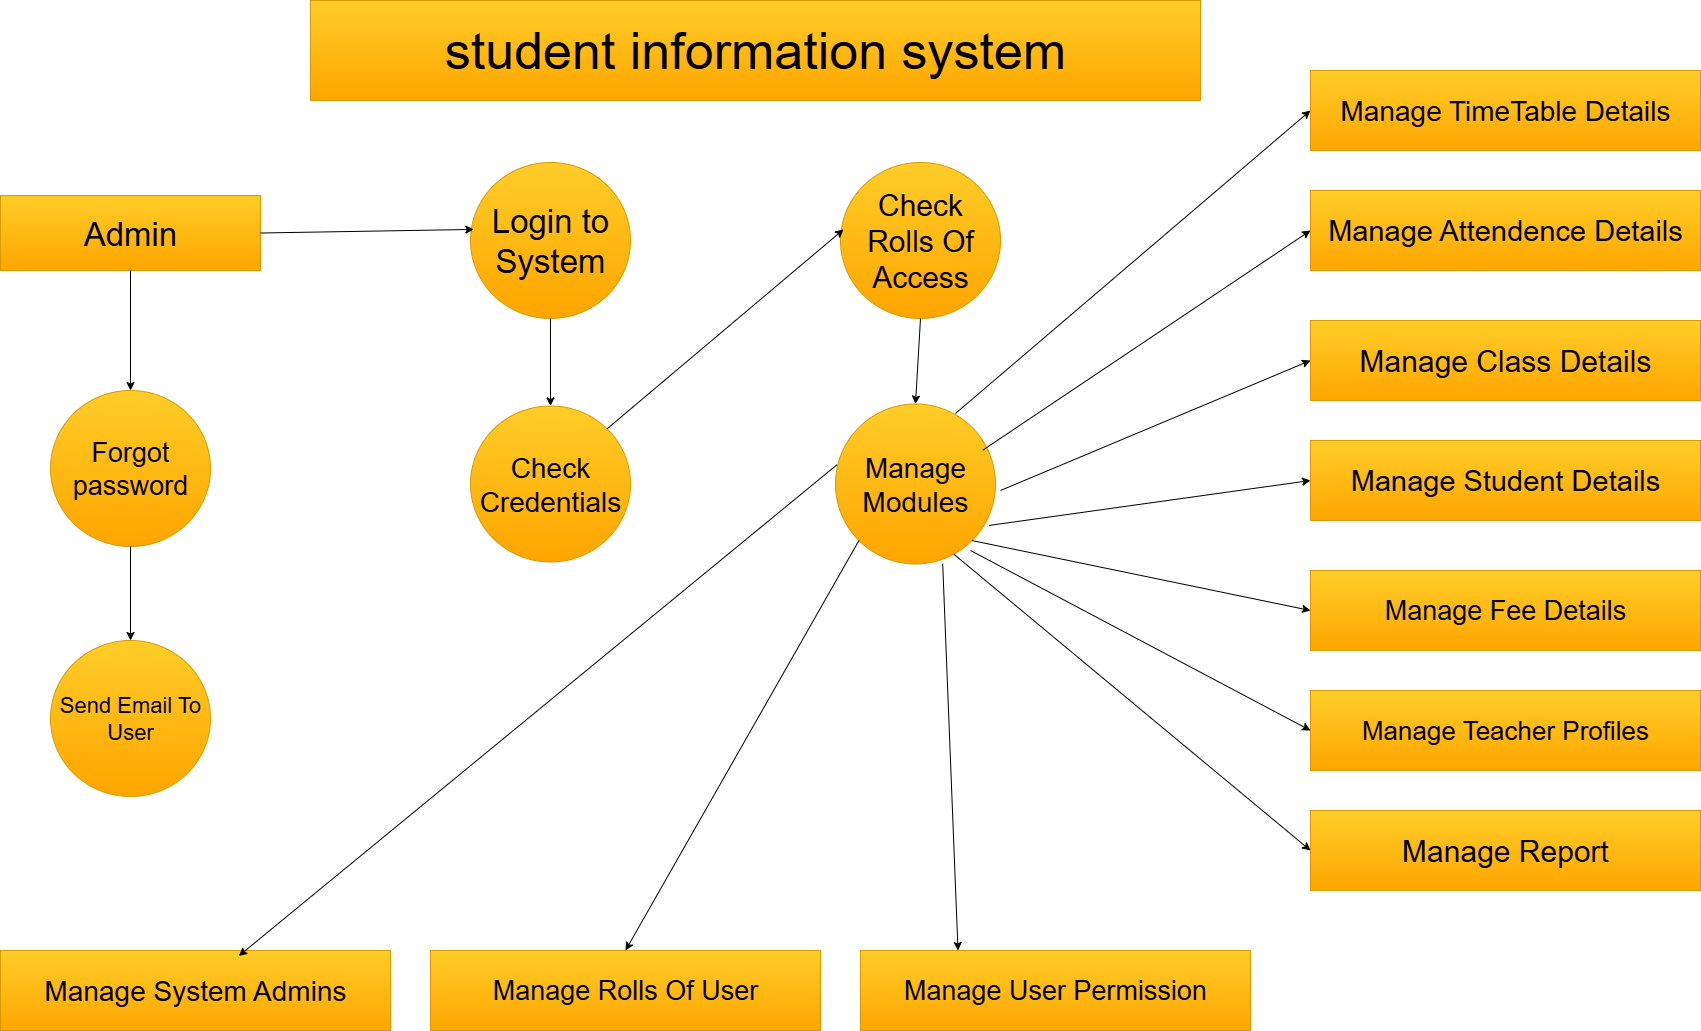 student information system
Manage TimeTable Details
Manage Attendence Details
Admin
Login to
System
Check
Rolls Of
Access
Manage Class Details
Forgot
password
Check
Credentials
Manage
Modules
Manage Student Details
Manage Fee Details
Send Email To
User
Manage Teacher Profiles
Manage Report
Manage System Admins
Manage Rolls Of User
Manage User Permission